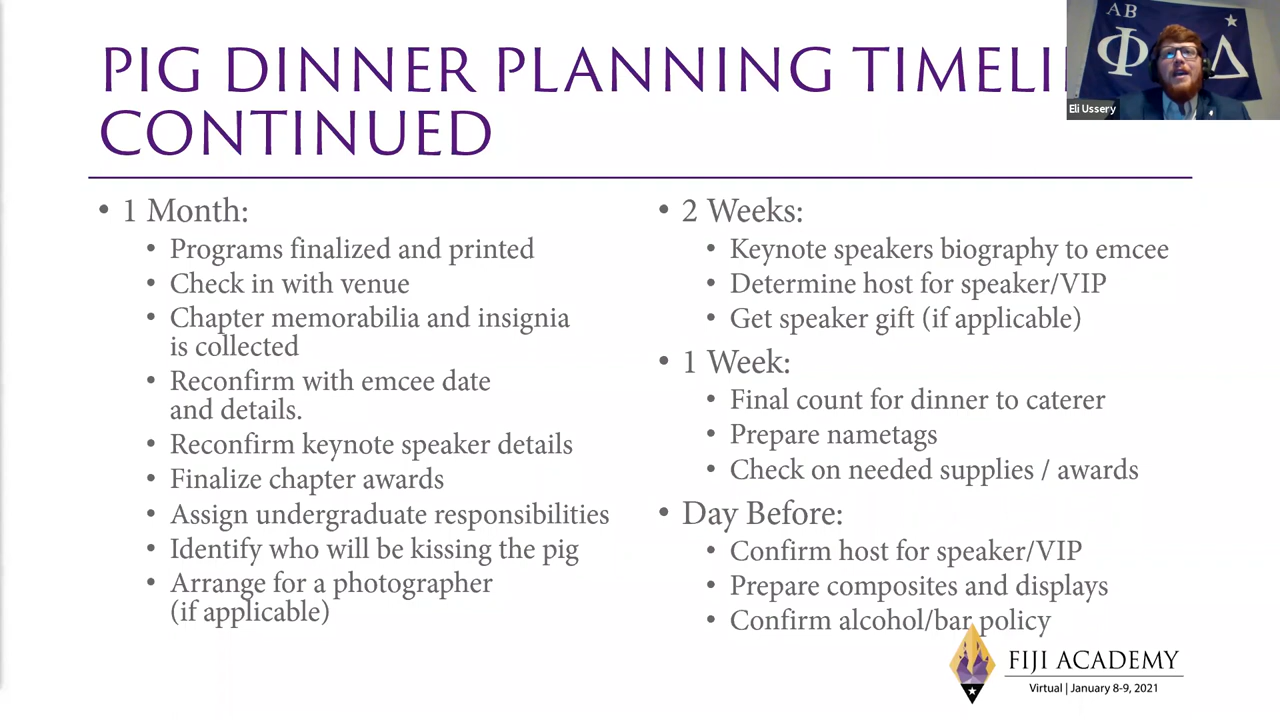 PIG DINNER PLANNING TIMELI
CONTINUED
• 1 Month:
• Programs finalized and printed
• Check in with venue
• Chapter memorabilia and insignia
is collected
• Reconfirm with emcee date
and details.
• Reconfirm keynote speaker details
• Finalize chapter awards
• Assign undergraduate responsibilities
• Identify who will be kissing the pig
• Arrange for a photographer
(if applicable)
• 2 Weeks:
• Keynote speakers biography to emcee
• Determine host for speaker/VIP
• Get speaker gift (if applicable)
• 1 Week:
• Final count for dinner to caterer
• Prepare nametags
• Check on needed supplies / awards
• Day Before:
• Confirm host for speaker/VIP
• Prepare composites and displays
• Confirm alcohol/bar policy
ΑΒ
Φ Δ
Eli Ussery
FIJI ACADEMY
Virtual | January 8-9, 2021